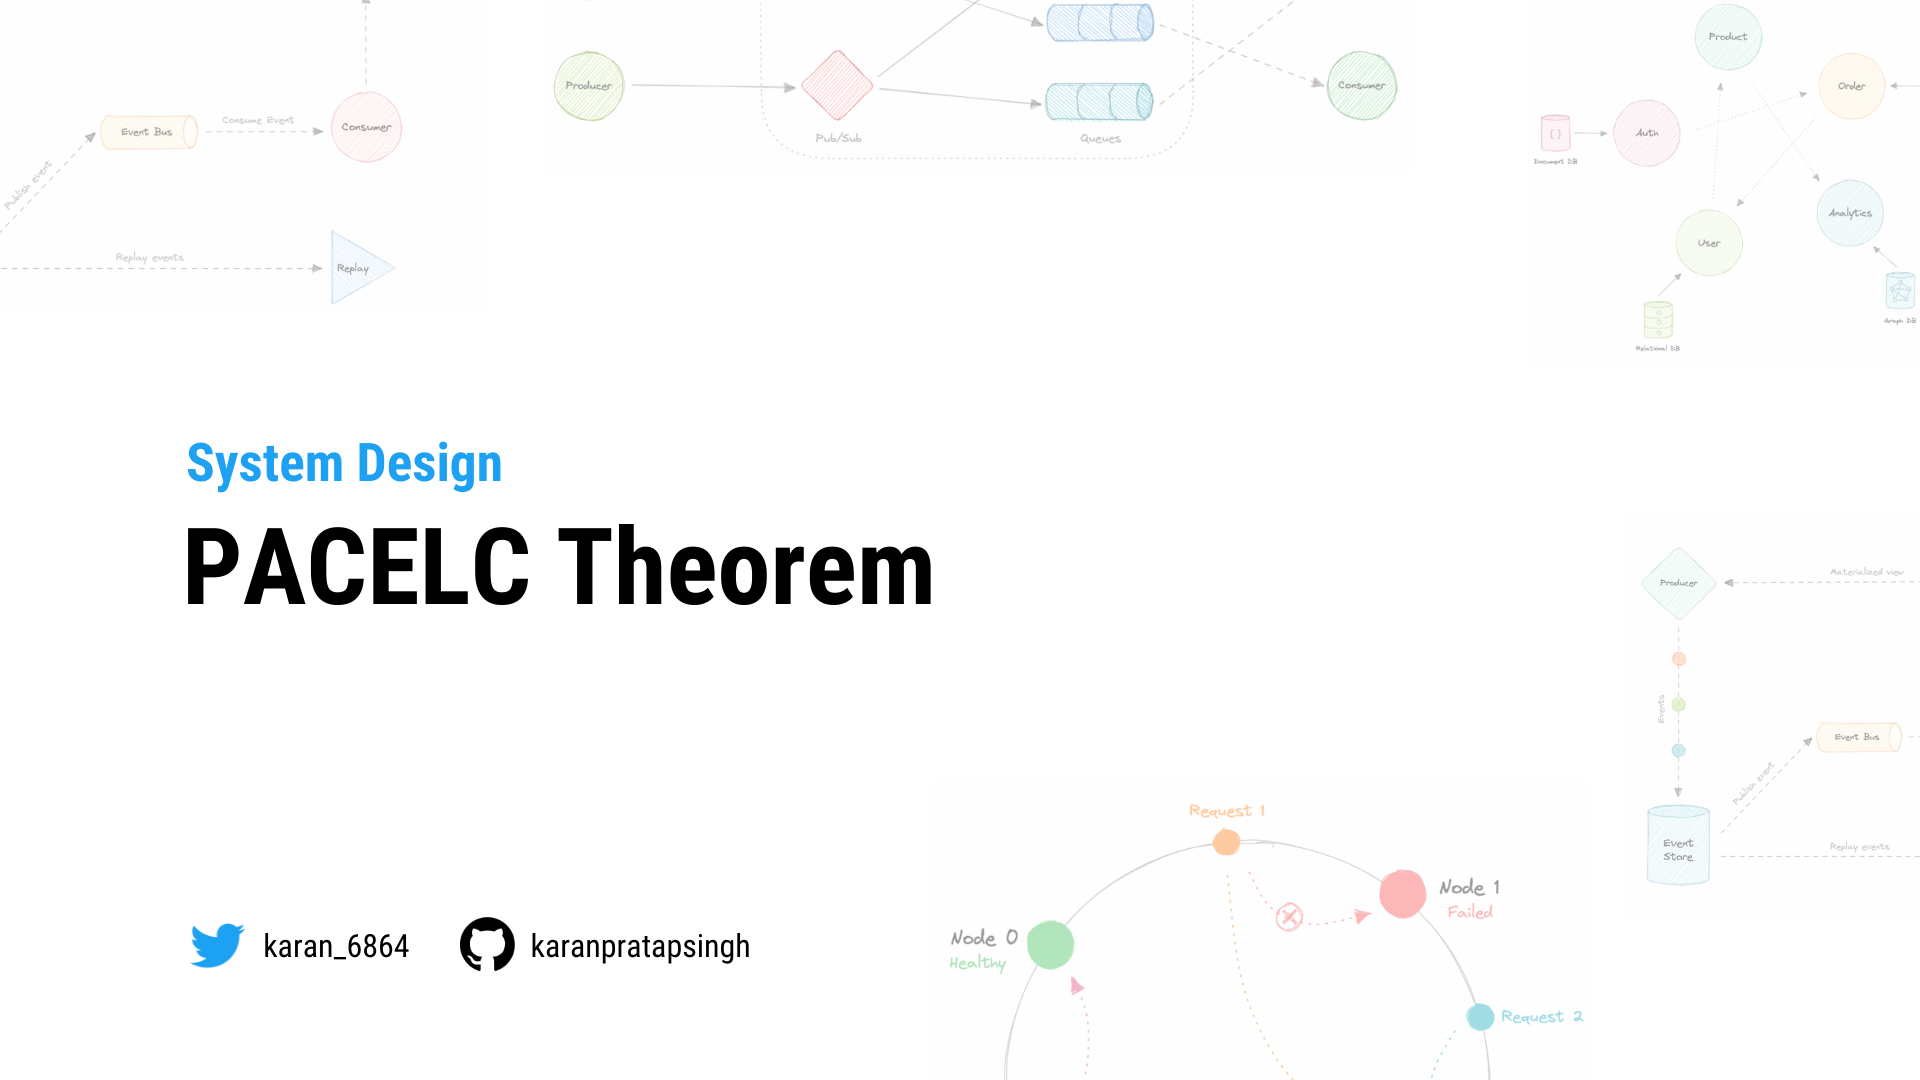 Event Bus
Consume Event
Consumer
Publish event
Replay events
Replay
Producer
Pub/Sub
Queues
Consumer
Product
Order
Auth
Document DB
Analytics
User
Graph DB
Relational DB
System Design
PACELC Theorem
Producer
Materialized view
Events
Event Bus
Publish event
Event
Store
Replay events
Request 1
Node 1
Failed
Node 0
Healthy
Request 2
karan_6864
karanpratapsingh